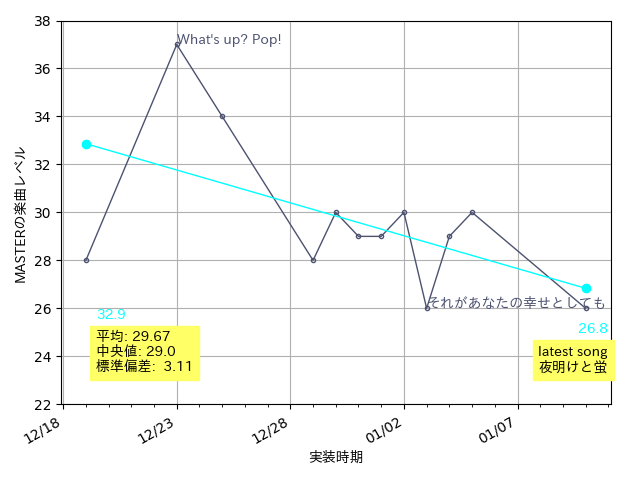 38
36
34
32
30
28
26
24
22
MASTERの楽曲レベル
What's up? Pop!
それがあなたの幸せとしても
32.9
平均: 29.67
中央値: 29.0
標準偏差: 3.11
26.8
latest song
夜明けと蛍
12/18
12/23
12/28
01/02
01/07
実装時期